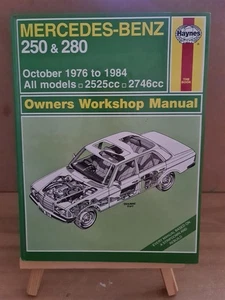 MERCEDES-BENZ
250 & 280
Haynes
October 1976 to 1984
All models 2525cc 2746cc
Owners Workshop Manual